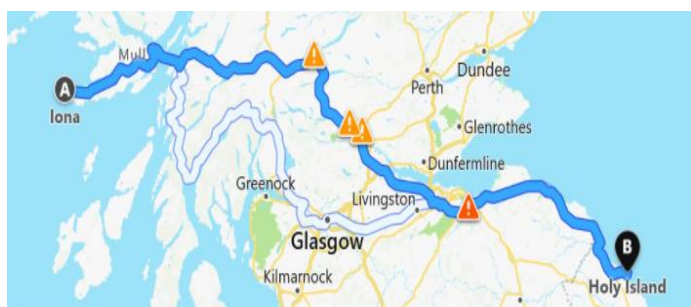 Mull
Dundee
Perth
A
Iona
Glenrothes
Dunfermline
Greenock
Livingston
Glasgow
B
Holy Island
Kilmarnock